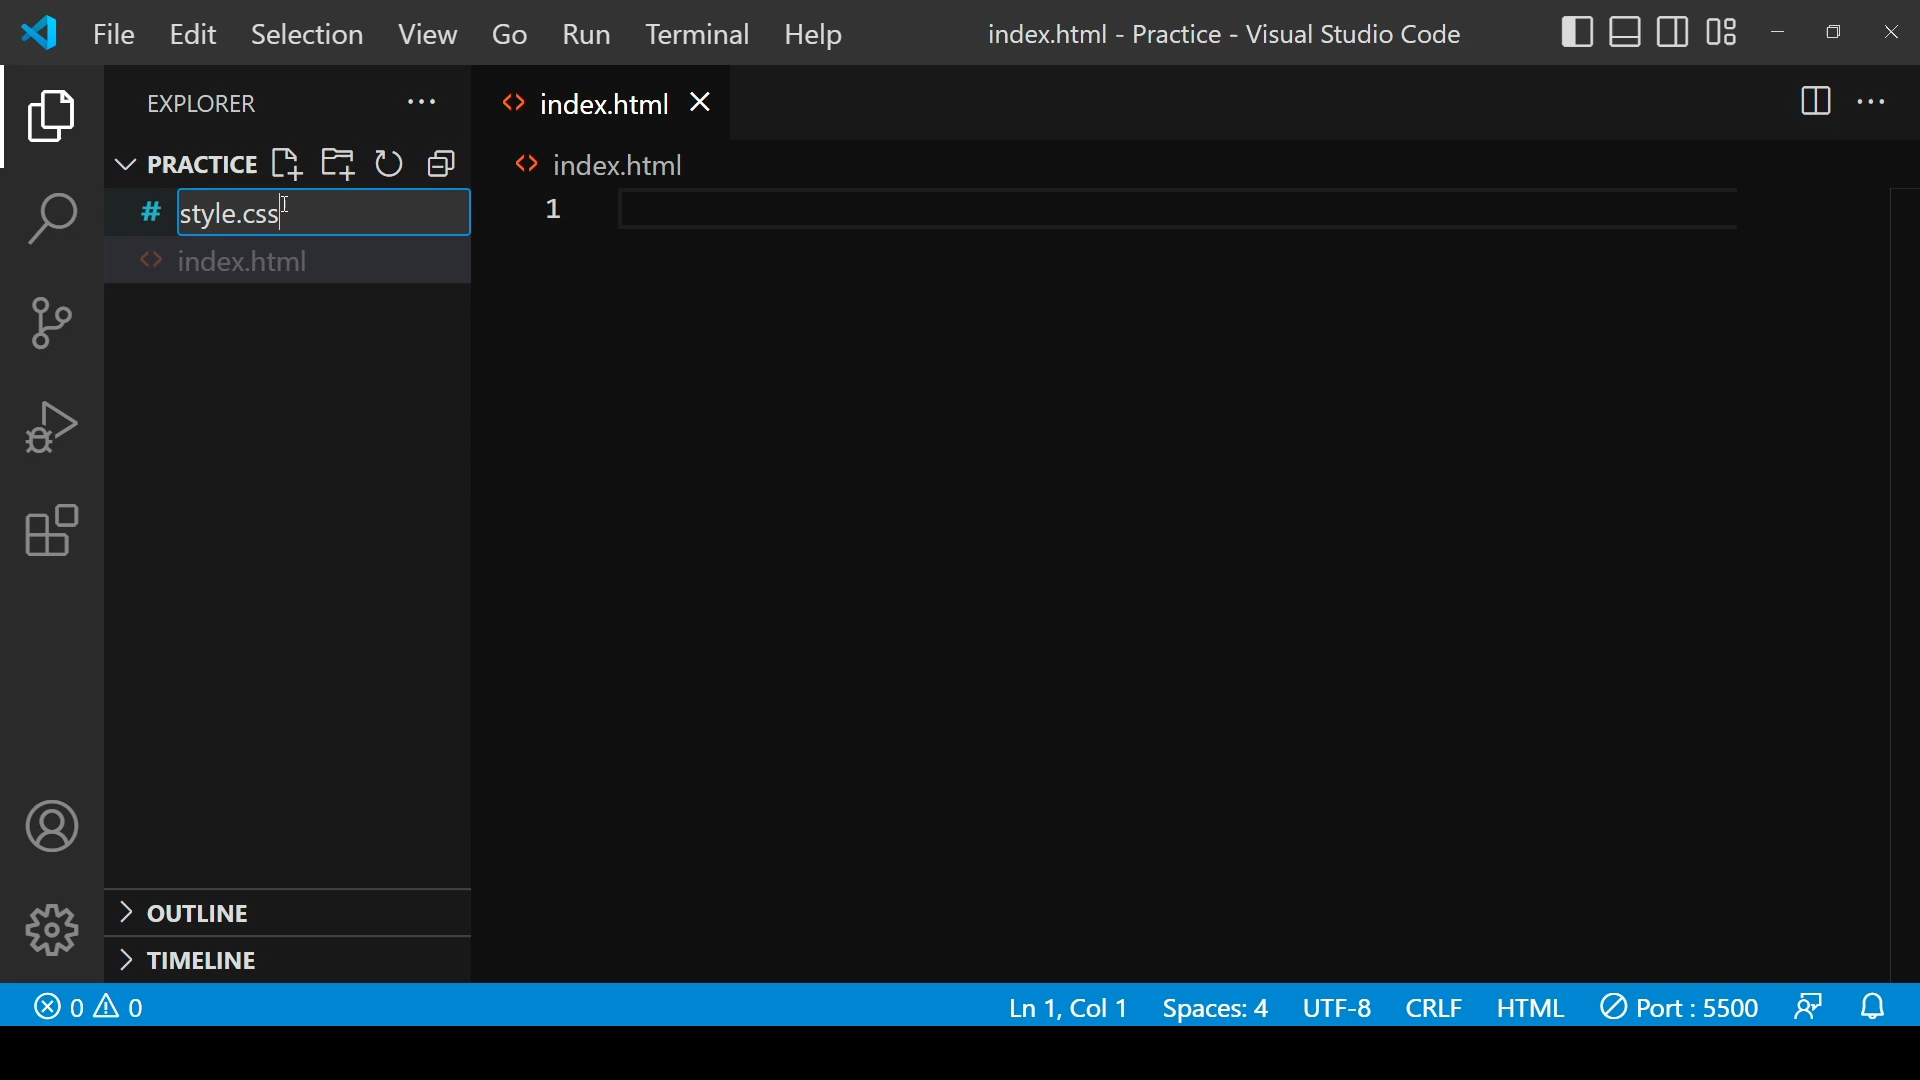 File Edit Selection View Go Run Terminal Help index.html - Practice - Visual Studio Code
EXPLORER
index.html
PRACTICE
index.html
style.css
1
index.html
OUTLINE
TIMELINE
0 0 Ln 1, Col 1 Spaces: 4 UTF-8 CRLF HTML Port : 5500